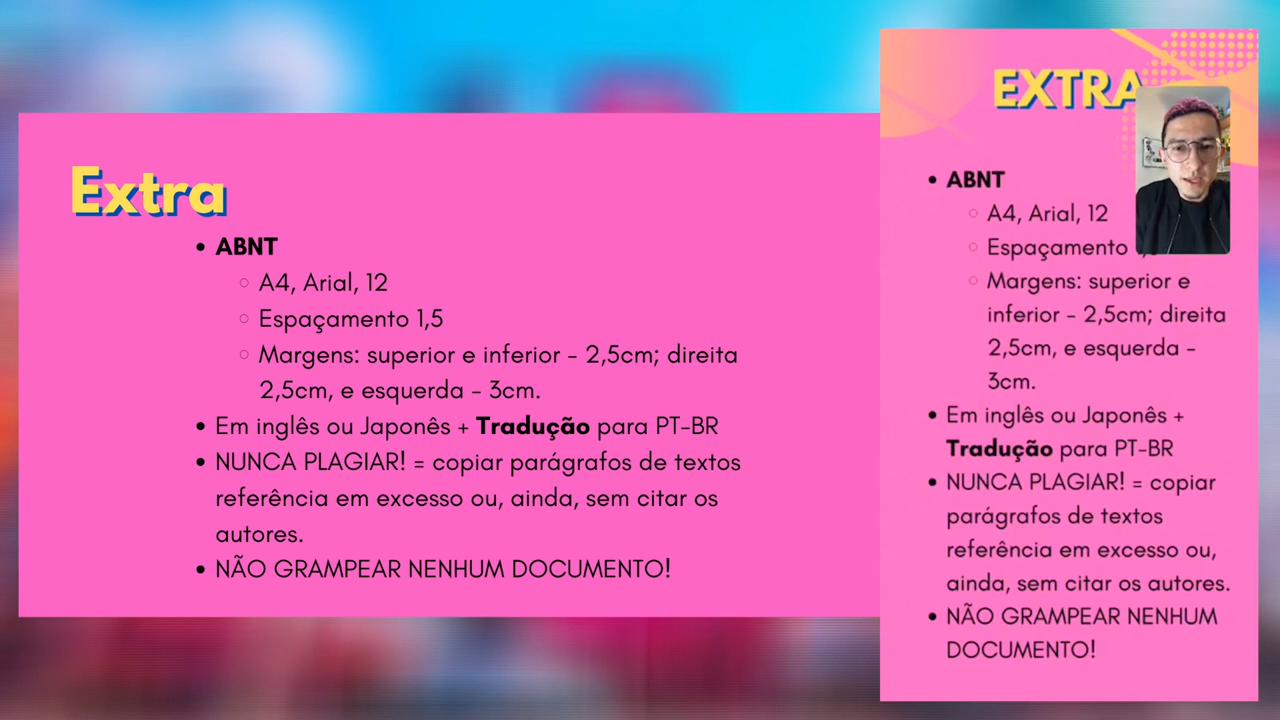 Extra
• ABNT
○ A4, Arial, 12
○ Espaçamento 1,5
○ Margens: superior e inferior - 2,5cm; direita
2,5cm, e esquerda - 3cm.
• Em inglês ou Japonês + Tradução para PT-BR
• NUNCA PLAGIAR! = copiar parágrafos de textos
referência em excesso ou, ainda, sem citar os
autores.
• NÃO GRAMPEAR NENHUM DOCUMENTO!
EXTRA
• ABNT
○ A4, Arial, 12
○ Espaçamento
○ Margens: superior e
inferior - 2,5cm; direita
2,5cm, e esquerda -
3cm.
• Em inglês ou Japonês +
Tradução para PT-BR
• NUNCA PLAGIAR! = copiar
parágrafos de textos
referência em excesso ou,
ainda, sem citar os autores.
• NÃO GRAMPEAR NENHUM
DOCUMENTO!